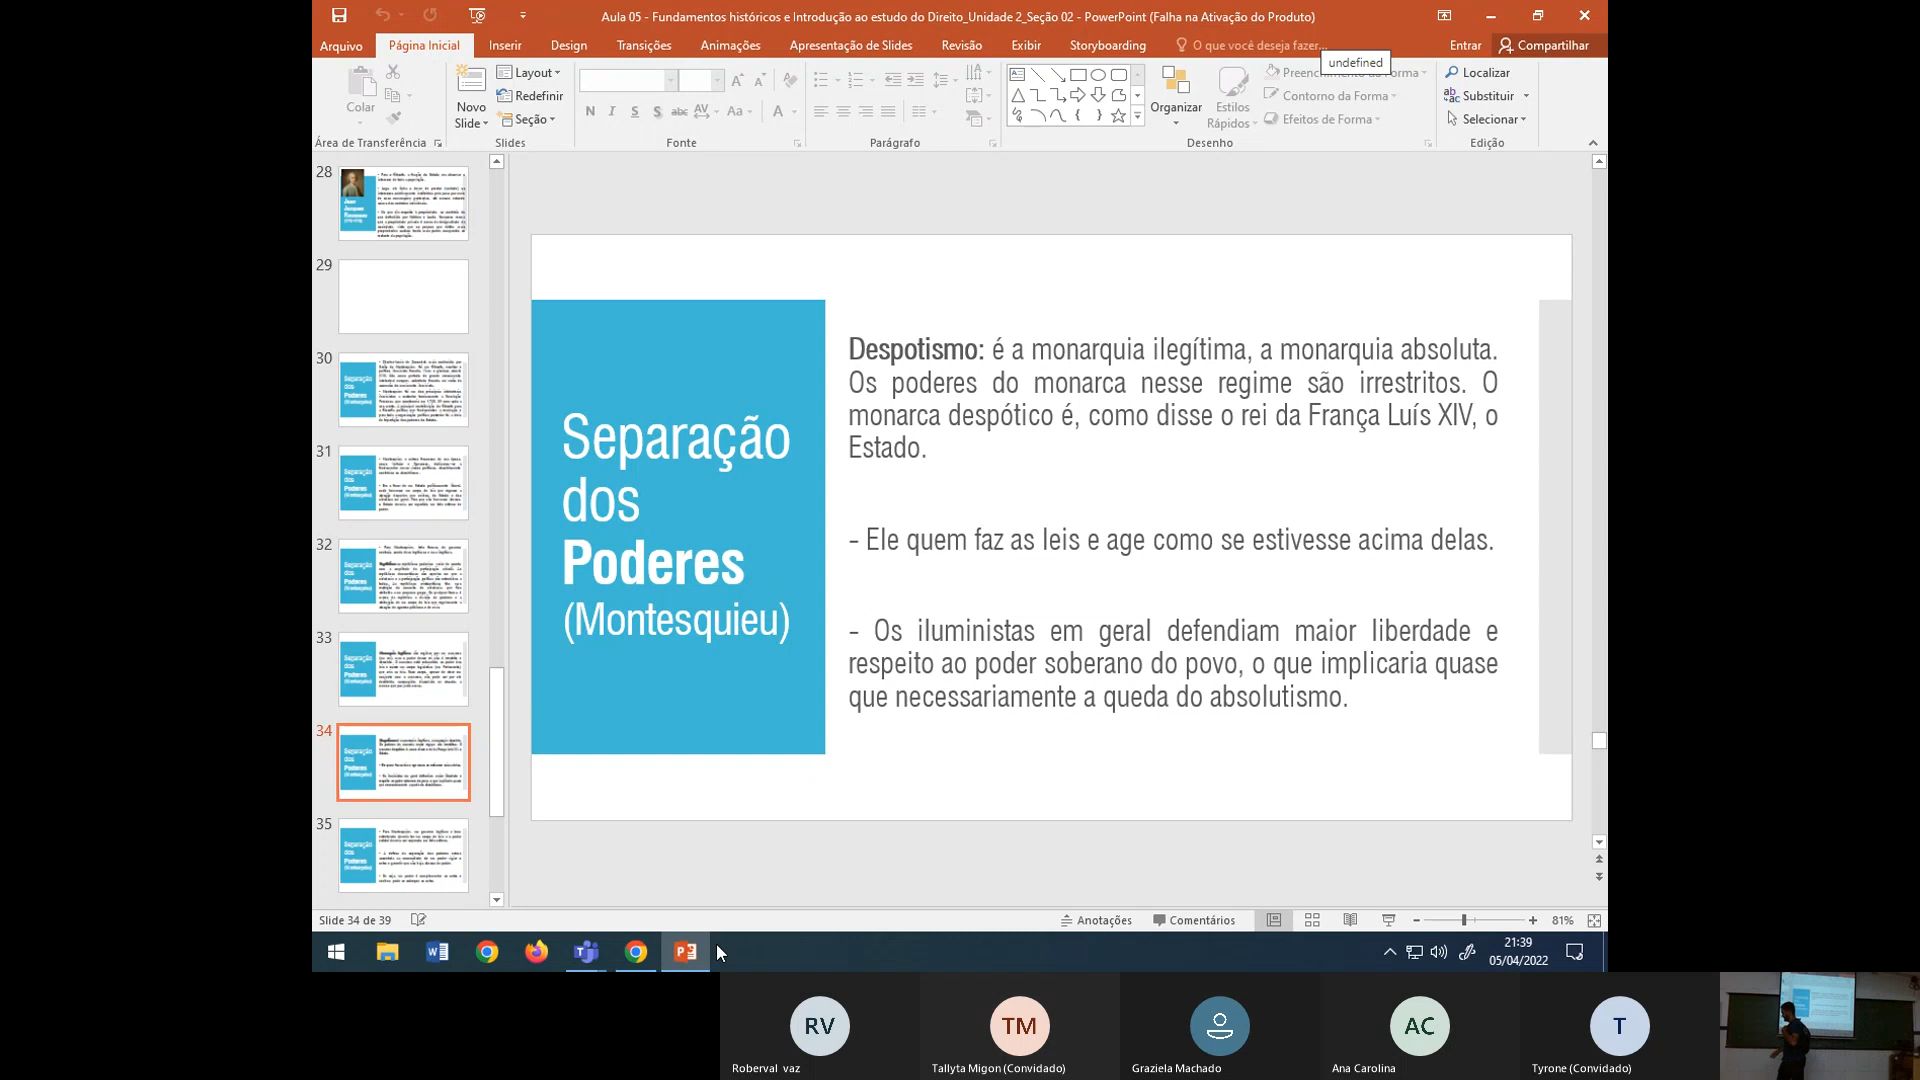 Aula 05 - Fundamentos históricos e Introdução ao estudo do Direito_Unidade 2_Seção 02 - PowerPoint (Falha na Ativação do Produto)
Arquivo Página Inicial Inserir Design Transições Animações Apresentação de Slides Revisão Exibir Storyboarding O que você deseja fazer... Entrar Compartilhar
undefined
Colar
Novo
Slide
Layout
Redefinir
Seção
N I S S abc AV Aa A
Organizar
Estilos
Rápidos
Preenchimento da Forma
Contorno da Forma
Efeitos de Forma
Localizar
Substituir
Selecionar
Área de Transferência Slides Fonte Parágrafo Desenho Edição
28
29
30
31
32
33
34
35
Separação
dos
Poderes
(Montesquieu)
Despotismo: é a monarquia ilegítima, a monarquia absoluta.
Os poderes do monarca nesse regime são irrestritos. O
monarca despótico é, como disse o rei da França Luís XIV, o
Estado.
- Ele quem faz as leis e age como se estivesse acima delas.
- Os iluministas em geral defendiam maior liberdade e
respeito ao poder soberano do povo, o que implicaria quase
que necessariamente a queda do absolutismo.
Slide 34 de 39 Anotações Comentários 81%
21:39
05/04/2022
RV TM AC T
Roberval vaz Tallyta Migon (Convidado) Graziela Machado Ana Carolina Tyrone (Convidado)